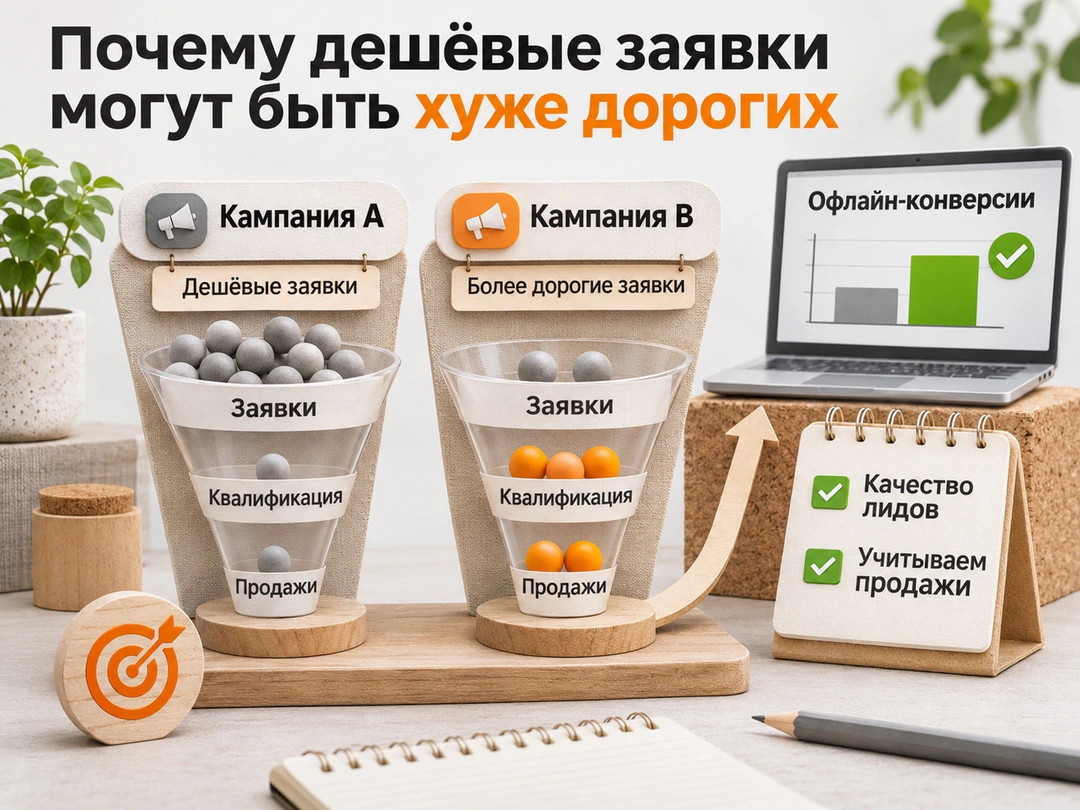 Почему дешёвые заявки
могут быть хуже дорогих
Кампания А
Дешёвые заявки
Заявки
Квалификация
Продажи
Кампания В
Более дорогие заявки
Заявки
Квалификация
Продажи
Офлайн-конверсии
Качество
лидов
Учитываем
продажи